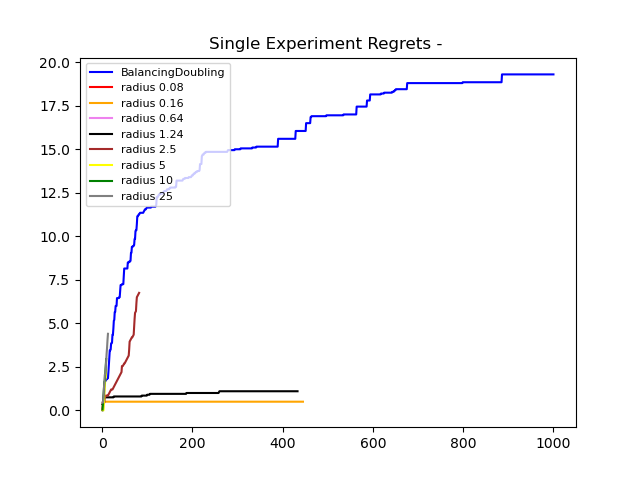 Single Experiment Regrets -
20.0
17.5
15.0
12.5
10.0
7.5
5.0
2.5
0.0
BalancingDoubling
radius 0.08
radius 0.16
radius 0.64
radius 1.24
radius 2.5
radius 5
radius 10
radius 25
0 200 400 600 800 1000